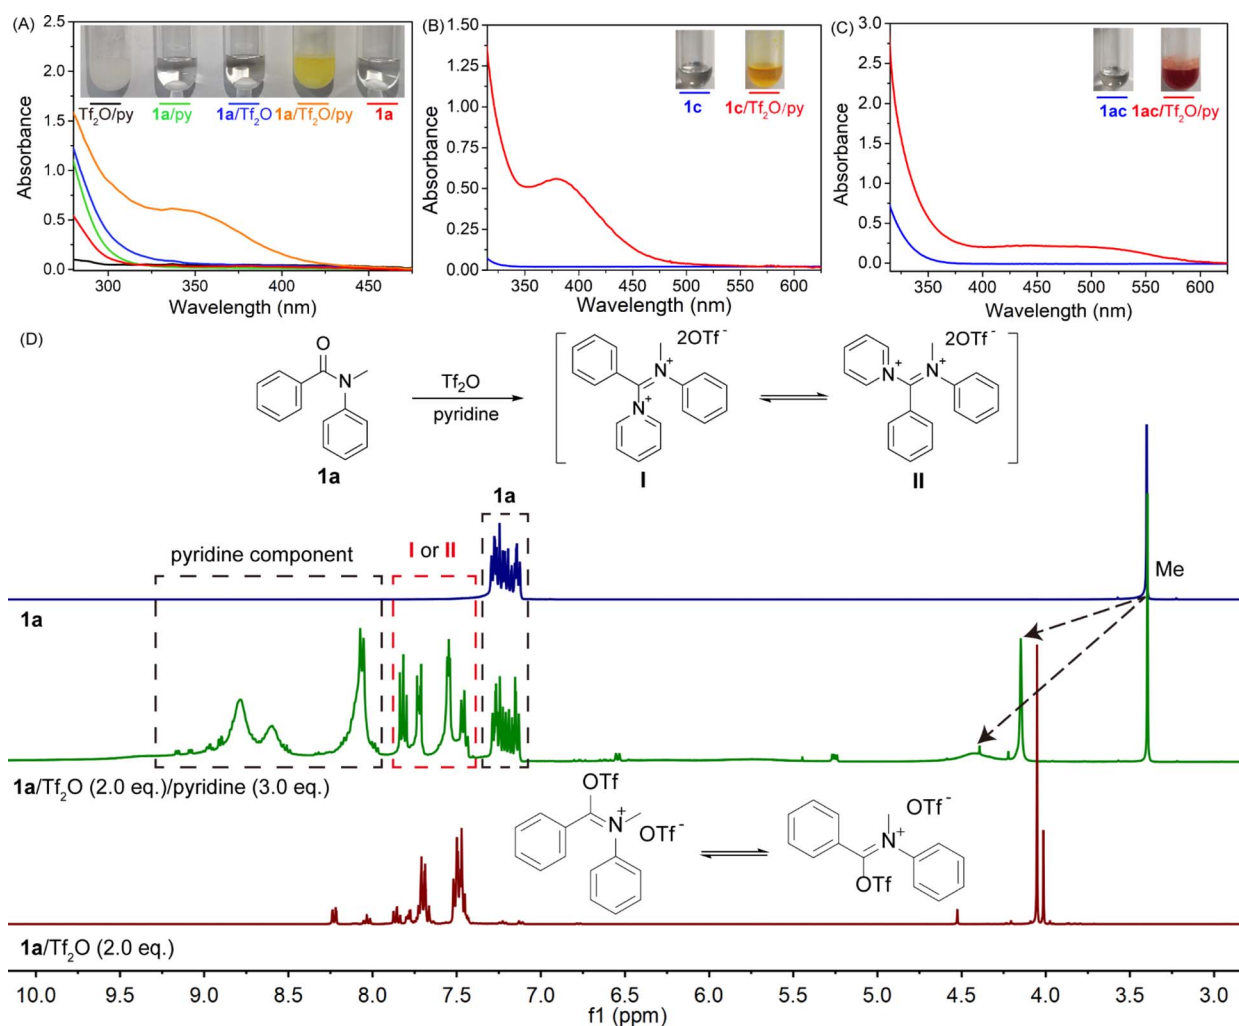 (A)
2.5
2.0
1.5
1.0
0.5
0.0
Absorbance
Tf₂O/py 1a/py 1a/Tf₂O 1a/Tf₂O/py 1a
300 350 400 450
Wavelength (nm)
(B)
1.50
1.25
1.00
0.75
0.50
0.25
0.00
Absorbance
1c 1c/Tf₂O/py
350 400 450 500 550 600
Wavelength (nm)
(C)
3.0
2.5
2.0
1.5
1.0
0.5
0.0
Absorbance
1ac 1ac/Tf₂O/py
350 400 450 500 550 600
Wavelength (nm)
(D)
O
N
1a
Tf₂O
pyridine
2OTf⁻
N⁺
N⁺
I
2OTf⁻
N⁺
N⁺
II
1a
pyridine component
I or II
Me
1a
1a/Tf₂O (2.0 eq.)/pyridine (3.0 eq.)
OTf
N⁺
OTf⁻
OTf⁻
N⁺
OTf
1a/Tf₂O (2.0 eq.)
10.0 9.5 9.0 8.5 8.0 7.5 7.0 6.5 6.0 5.5 5.0 4.5 4.0 3.5 3.0
f1 (ppm)